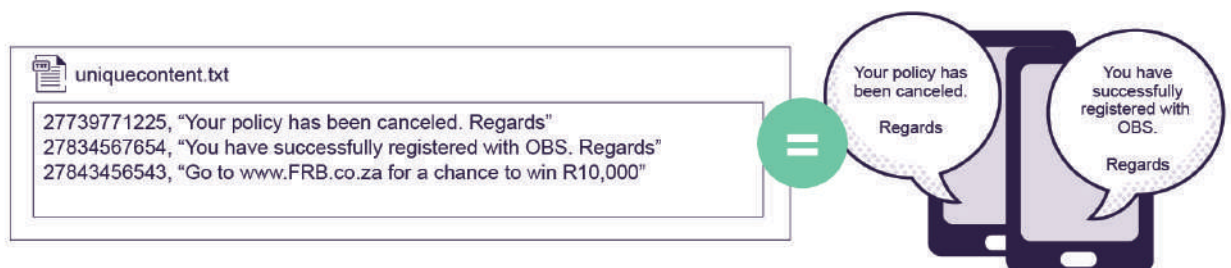 TXT
uniquecontent.txt
27739771225, “Your policy has been canceled. Regards”
27834567654, “You have successfully registered with OBS. Regards”
27843456543, “Go to www.FRB.co.za for a chance to win R10,000”
=
Your policy has
been canceled.
Regards
You have
successfully
registered with
OBS.
Regards